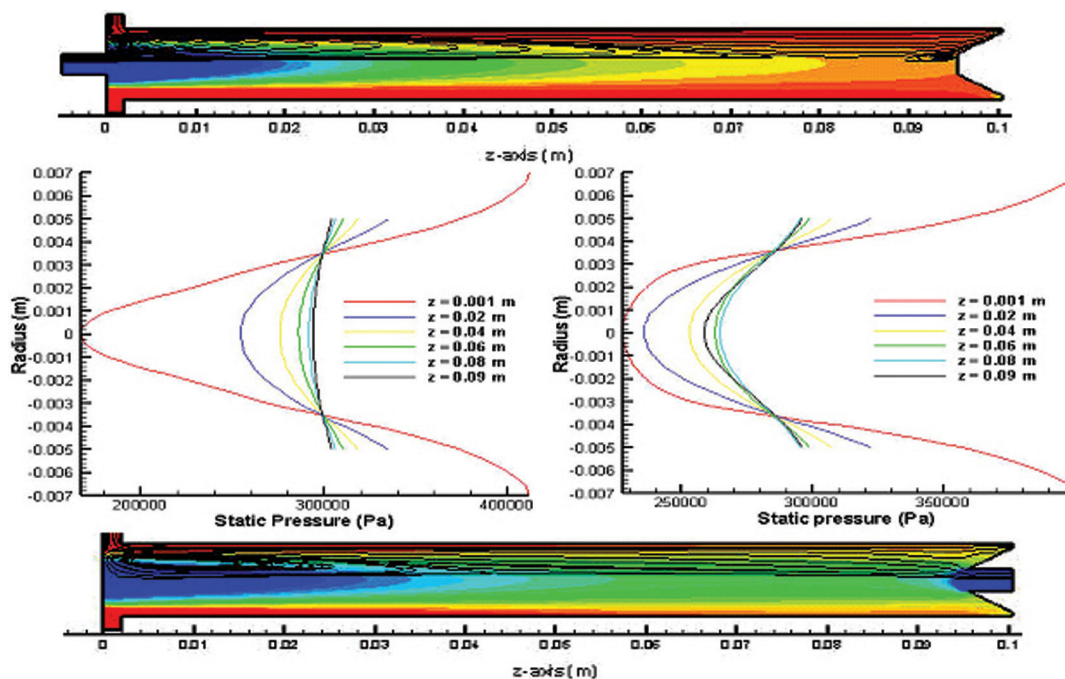 0 0.01 0.02 0.03 0.04 0.05 0.06 0.07 0.08 0.09 0.1
z-axis (m)
0.007
0.006
0.005
0.004
0.003
0.002
0.001
0
-0.001
-0.002
-0.003
-0.004
-0.005
-0.006
-0.007
Radius (m)
z = 0.001 m
z = 0.02 m
z = 0.04 m
z = 0.06 m
z = 0.08 m
z = 0.09 m
200000 300000 400000
Static Pressure (Pa)
0.007
0.006
0.005
0.004
0.003
0.002
0.001
0
-0.001
-0.002
-0.003
-0.004
-0.005
-0.006
-0.007
Radius (m)
z = 0.001 m
z = 0.02 m
z = 0.04 m
z = 0.06 m
z = 0.08 m
z = 0.09 m
250000 300000 350000
Static pressure (Pa)
0 0.01 0.02 0.03 0.04 0.05 0.06 0.07 0.08 0.09 0.1
z-axis (m)